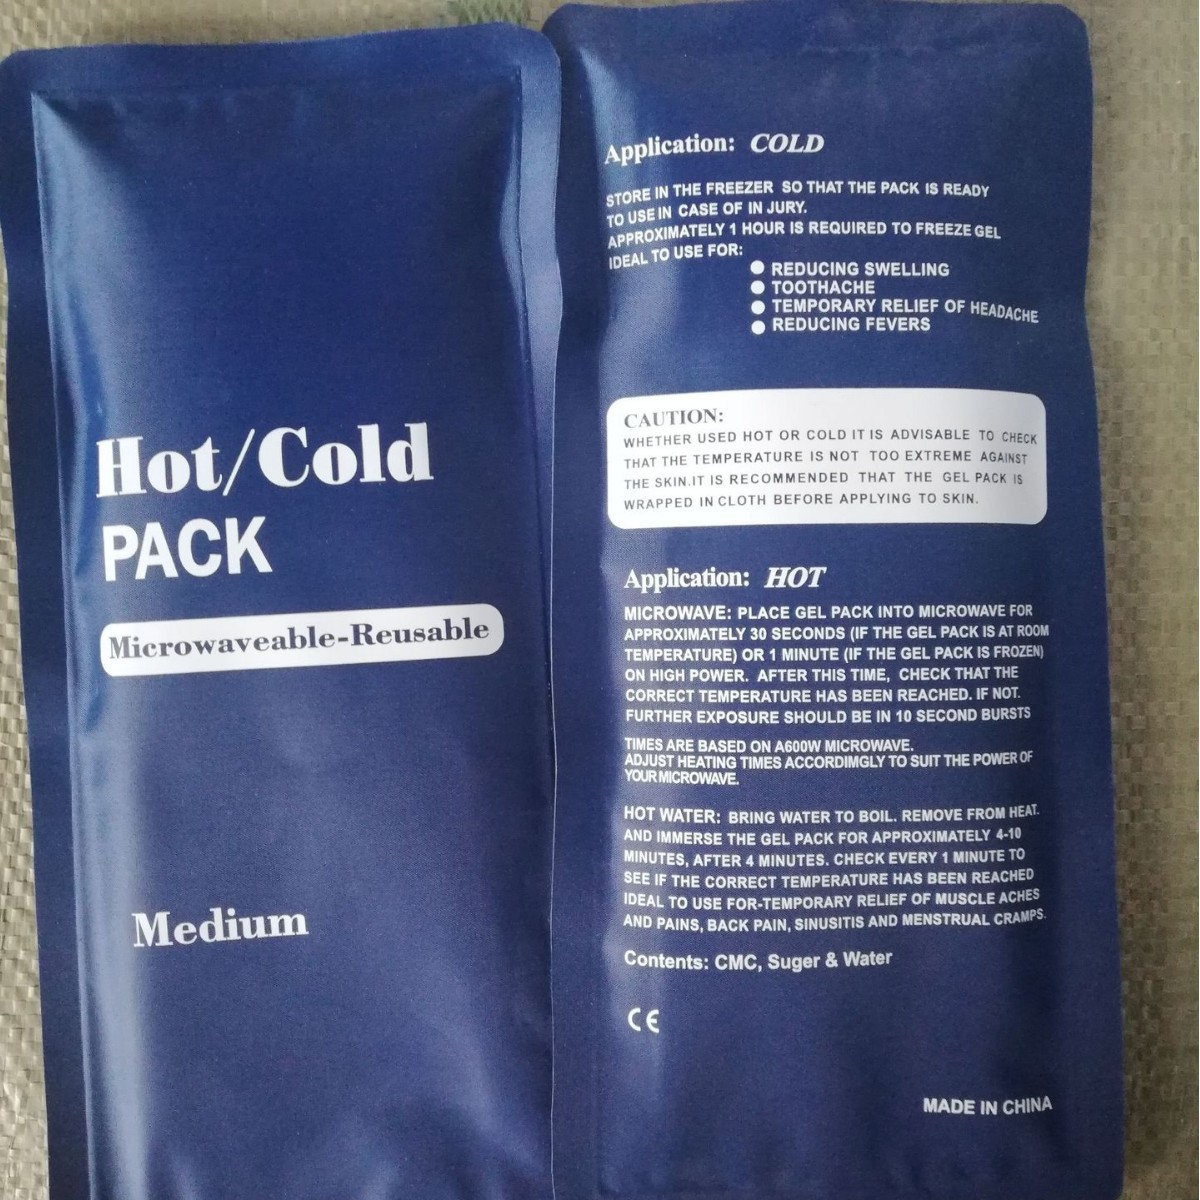 Hot/Cold
PACK
Microwaveable-Reusable
Medium
Application: COLD
STORE IN THE FREEZER SO THAT THE PACK IS READY
TO USE IN CASE OF IN JURY.
APPROXIMATELY 1 HOUR IS REQUIRED TO FREEZE GEL
IDEAL TO USE FOR:
● REDUCING SWELLING
● TOOTHACHE
● TEMPORARY RELIEF OF HEADACHE
● REDUCING FEVERS
CAUTION:
WHETHER USED HOT OR COLD IT IS ADVISABLE TO CHECK
THAT THE TEMPERATURE IS NOT TOO EXTREME AGAINST
THE SKIN.IT IS RECOMMENDED THAT THE GEL PACK IS
WRAPPED IN CLOTH BEFORE APPLYING TO SKIN.
Application: HOT
MICROWAVE: PLACE GEL PACK INTO MICROWAVE FOR
APPROXIMATELY 30 SECONDS (IF THE GEL PACK IS AT ROOM
TEMPERATURE) OR 1 MINUTE (IF THE GEL PACK IS FROZEN)
ON HIGH POWER. AFTER THIS TIME, CHECK THAT THE
CORRECT TEMPERATURE HAS BEEN REACHED. IF NOT.
FURTHER EXPOSURE SHOULD BE IN 10 SECOND BURSTS
TIMES ARE BASED ON A600W MICROWAVE.
ADJUST HEATING TIMES ACCORDIMGLY TO SUIT THE POWER OF
YOUR MICROWAVE.
HOT WATER: BRING WATER TO BOIL. REMOVE FROM HEAT.
AND IMMERSE THE GEL PACK FOR APPROXIMATELY 4-10
MINUTES, AFTER 4 MINUTES. CHECK EVERY 1 MINUTE TO
SEE IF THE CORRECT TEMPERATURE HAS BEEN REACHED
IDEAL TO USE FOR-TEMPORARY RELIEF OF MUSCLE ACHES
AND PAINS, BACK PAIN, SINUSITIS AND MENSTRUAL CRAMPS.
Contents: CMC, Suger & Water
CE
MADE IN CHINA